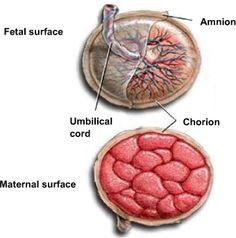 Amnion
Fetal surface
Umbilical
cord
Chorion
Maternal surface